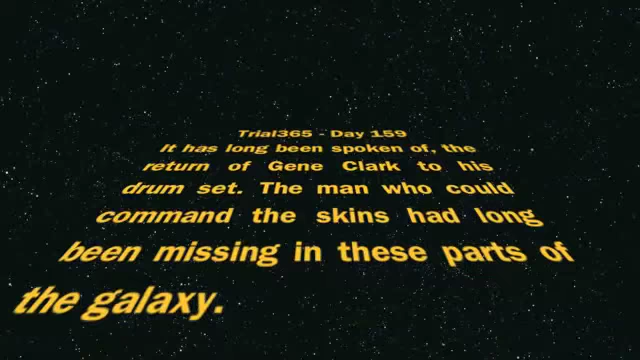 Trial365 - Day 159
It has long been spoken of, the
return of Gene Clark to his
drum set. The man who could
command the skins had long
been missing in these parts of
the galaxy.